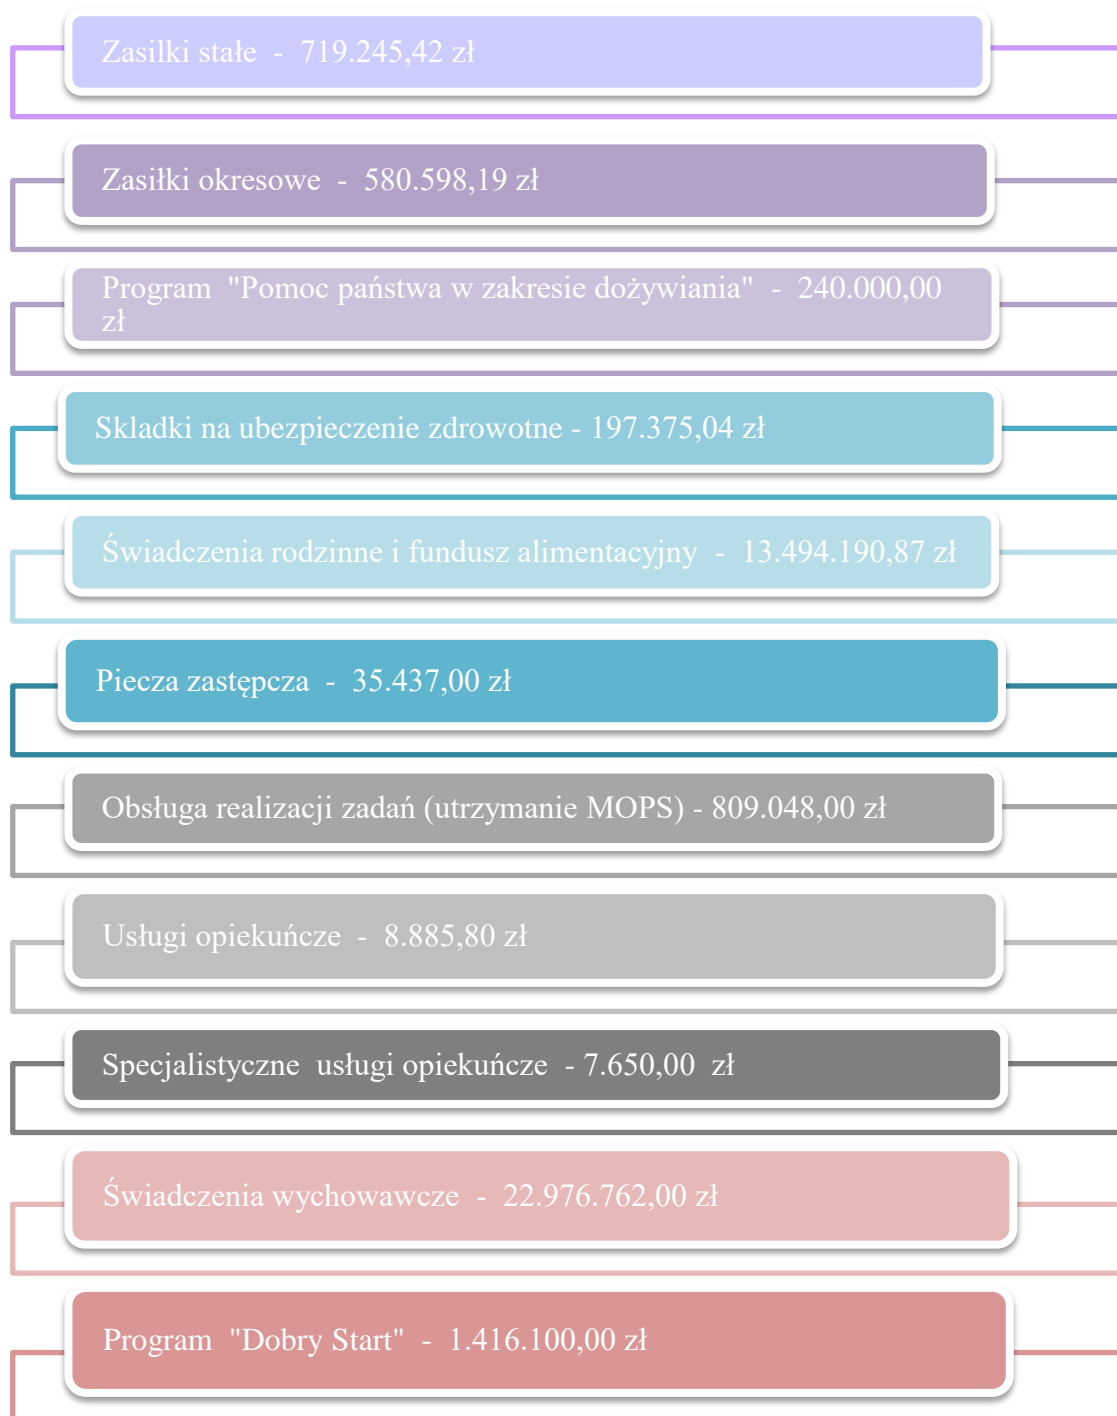 Zasilki stałe - 719.245,42 zł
Zasiłki okresowe - 580.598,19 zł
Program "Pomoc państwa w zakresie dożywiania" - 240.000,00
zł
Skladki na ubezpieczenie zdrowotne - 197.375,04 zł
Świadczenia rodzinne i fundusz alimentacyjny - 13.494.190,87 zł
Piecza zastępcza - 35.437,00 zł
Obsługa realizacji zadań (utrzymanie MOPS) - 809.048,00 zł
Usługi opiekuńcze - 8.885,80 zł
Specjalistyczne usługi opiekuńcze - 7.650,00 zł
Świadczenia wychowawcze - 22.976.762,00 zł
Program "Dobry Start" - 1.416.100,00 zł